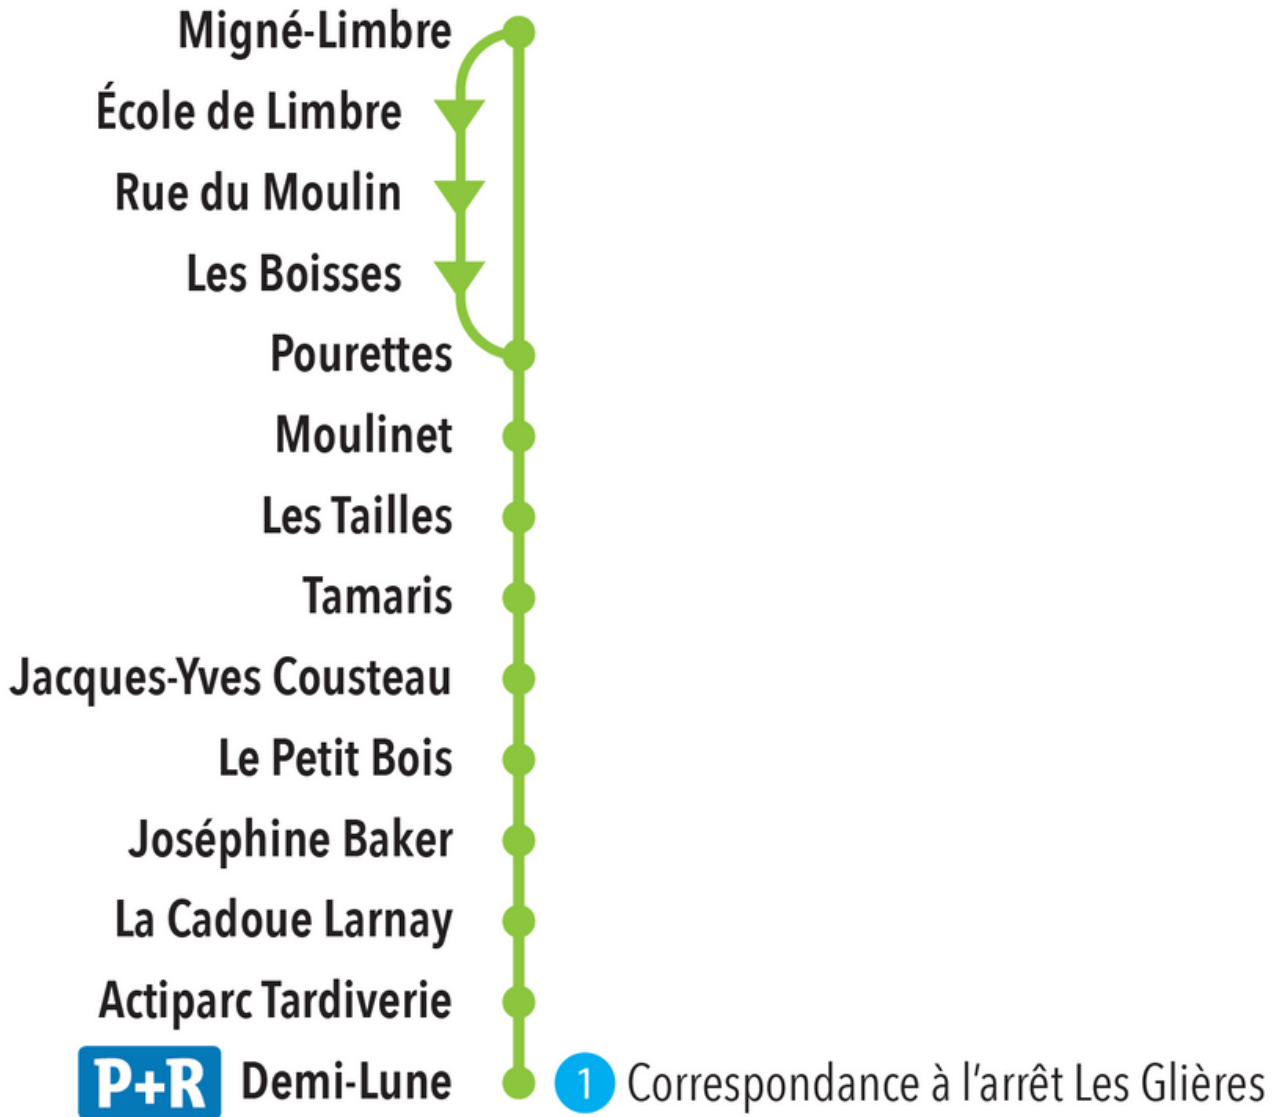 Migné-Limbre
École de Limbre
Rue du Moulin
Les Boisses
Pourettes
Moulinet
Les Tailles
Tamaris
Jacques-Yves Cousteau
Le Petit Bois
Joséphine Baker
La Cadoue Larnay
Actiparc Tardiverie
P+R Demi-Lune 1 Correspondance à l'arrêt Les Glières